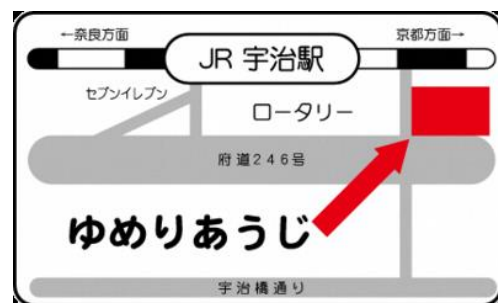 ←奈良方面
京都方面→
JR 宇治駅
セブンイレブン
ロータリー
府道246号
ゆめりあうじ
宇治橋通り